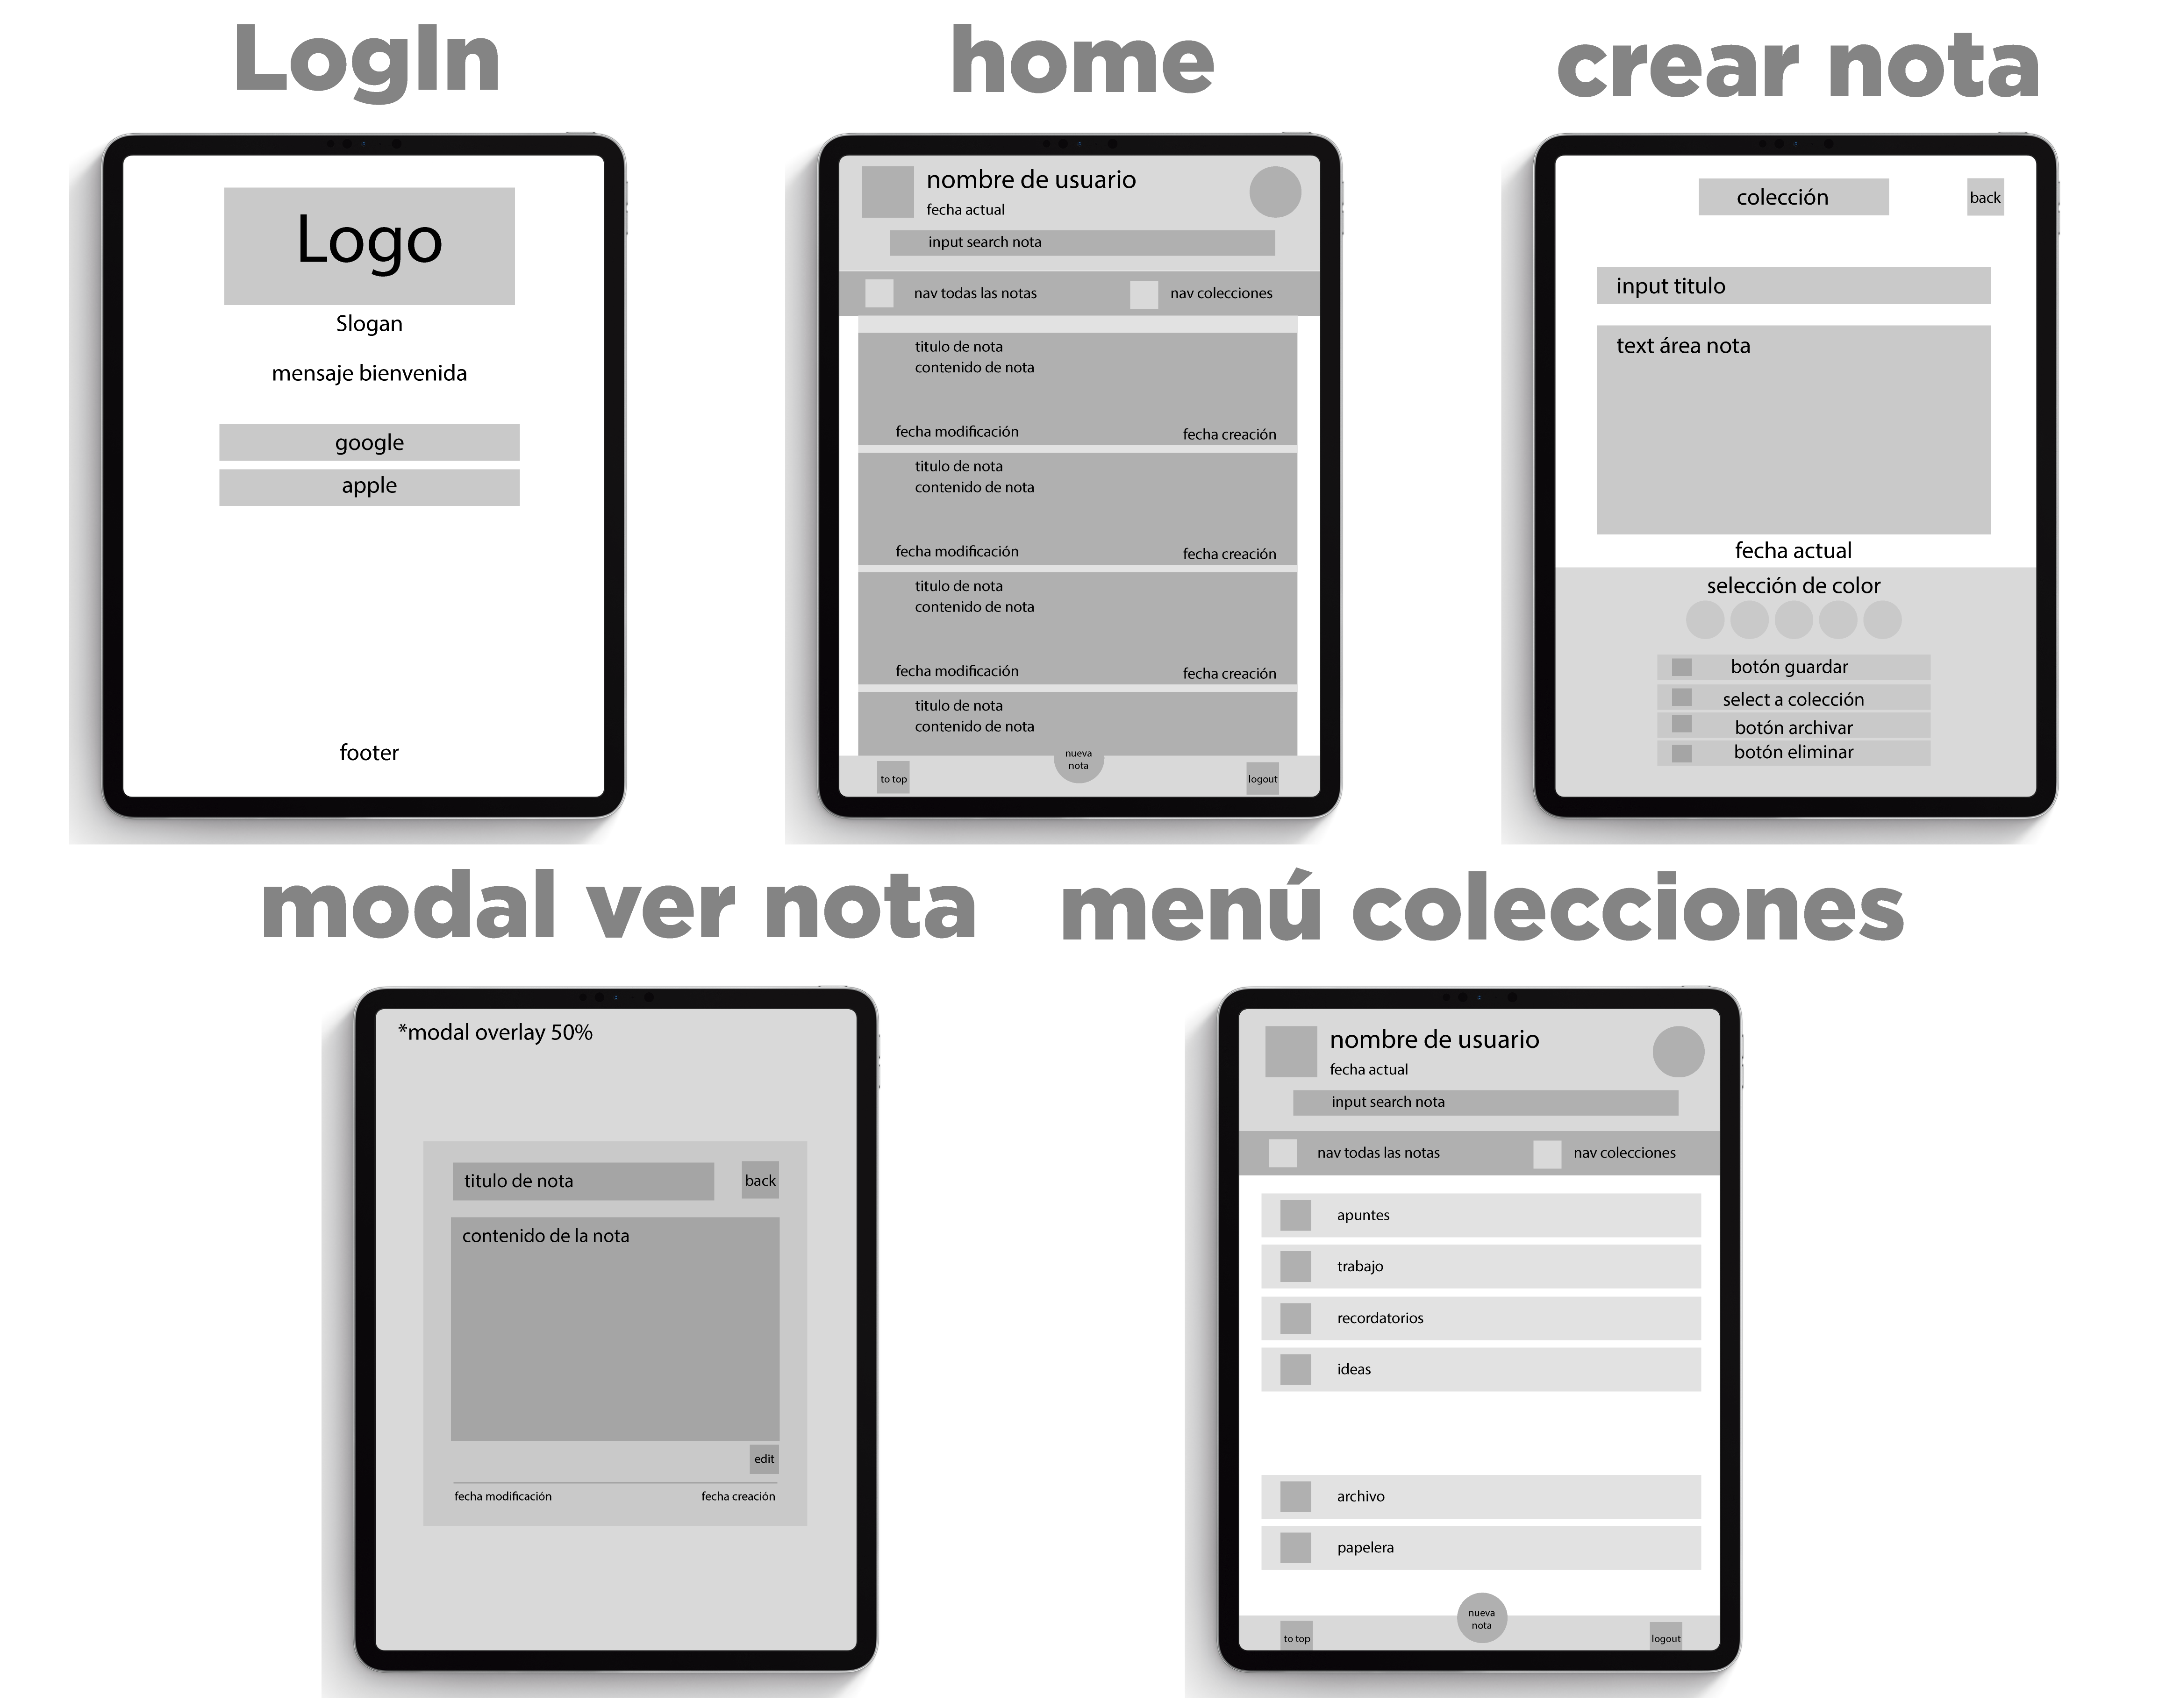 LogIn
Logo
Slogan
mensaje bienvenida
google
apple
footer
home
nombre de usuario
fecha actual
input search nota
nav todas las notas
nav colecciones
titulo de nota
contenido de nota
fecha modificación
fecha creación
titulo de nota
contenido de nota
fecha modificación
fecha creación
titulo de nota
contenido de nota
fecha modificación
fecha creación
titulo de nota
contenido de nota
to top
nueva
nota
logout
crear nota
colección
back
input titulo
text área nota
fecha actual
selección de color
botón guardar
select a colección
botón archivar
botón eliminar
modal ver nota
*modal overlay 50%
titulo de nota
back
contenido de la nota
edit
fecha modificación
fecha creación
menú colecciones
nombre de usuario
fecha actual
input search nota
nav todas las notas
nav colecciones
apuntes
trabajo
recordatorios
ideas
archivo
papelera
to top
nueva
nota
logout